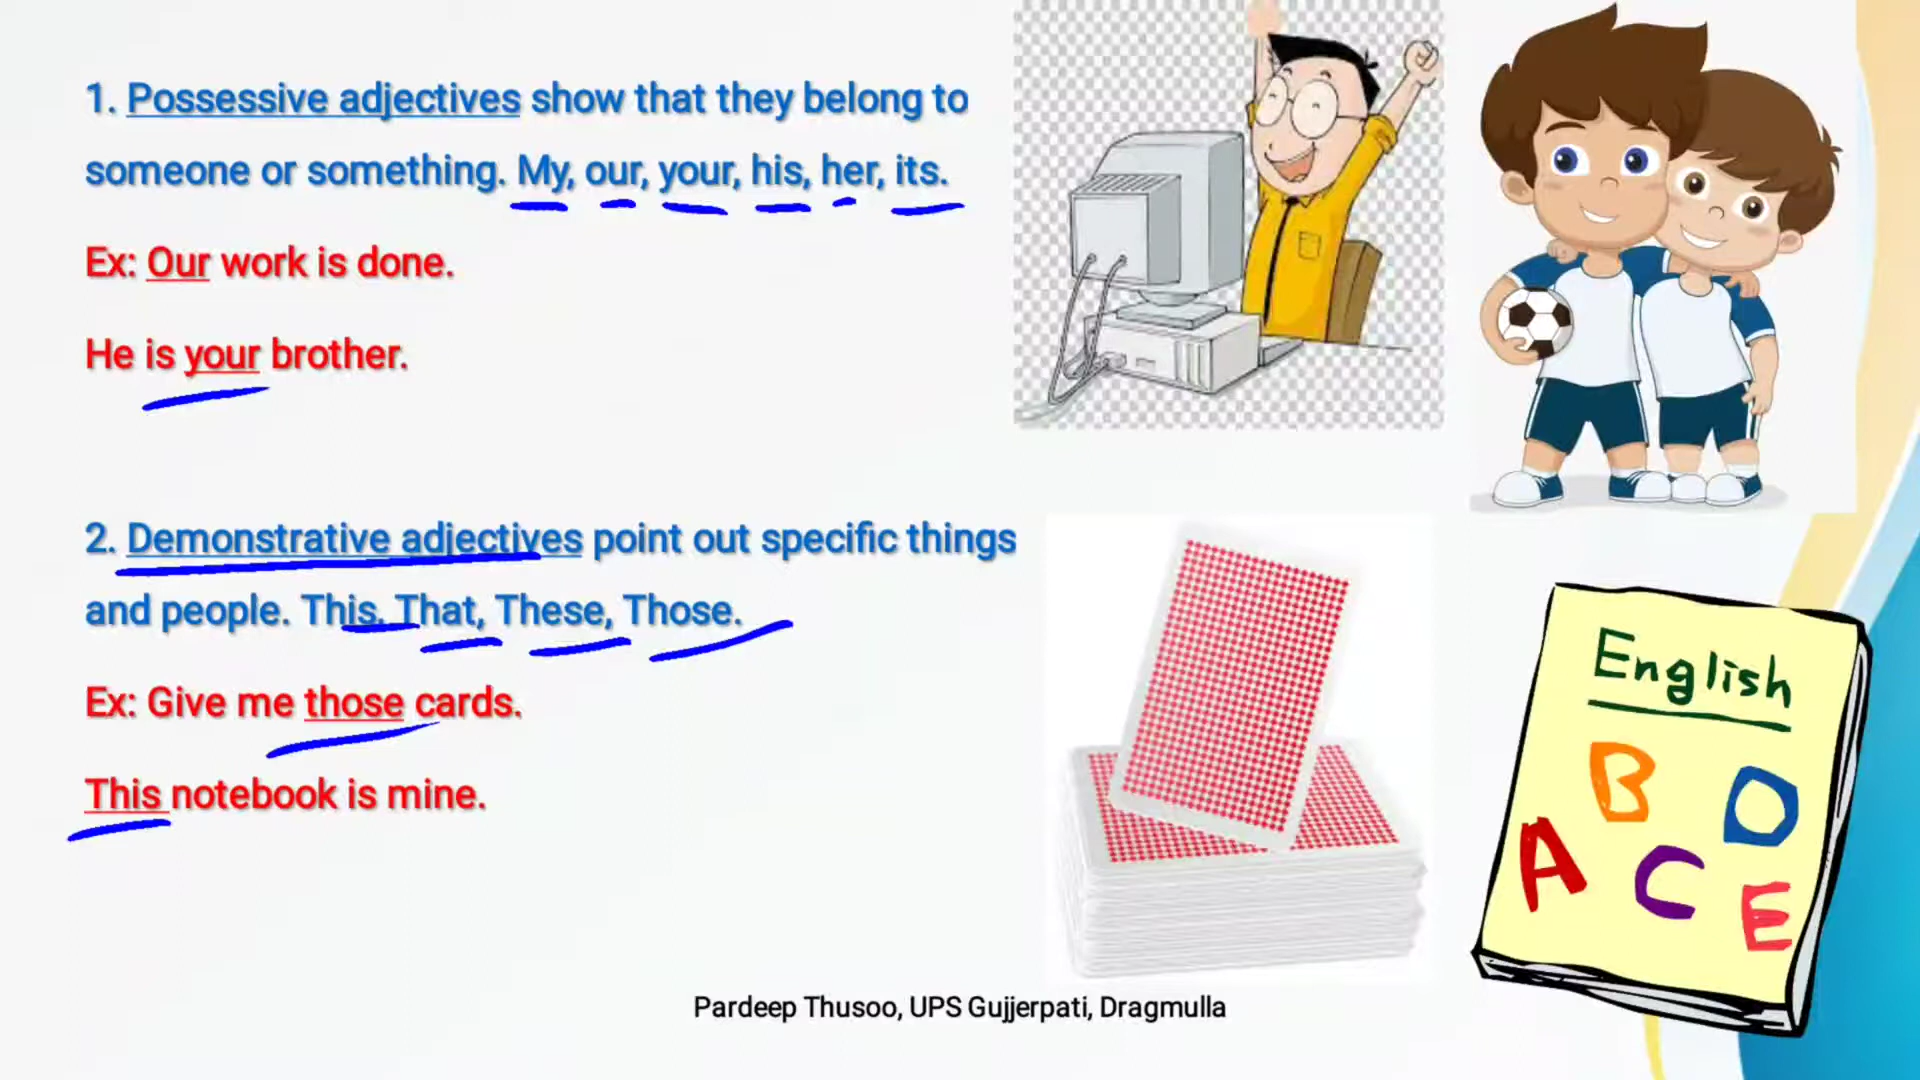 1. Possessive adjectives show that they belong to
someone or something. My, our, your, his, her, its.
Ex: Our work is done.
He is your brother.
2. Demonstrative adjectives point out specific things
and people. This. That, These, Those.
Ex: Give me those cards.
This notebook is mine.
English
B D
A C E
Pardeep Thusoo, UPS Gujjerpati, Dragmulla